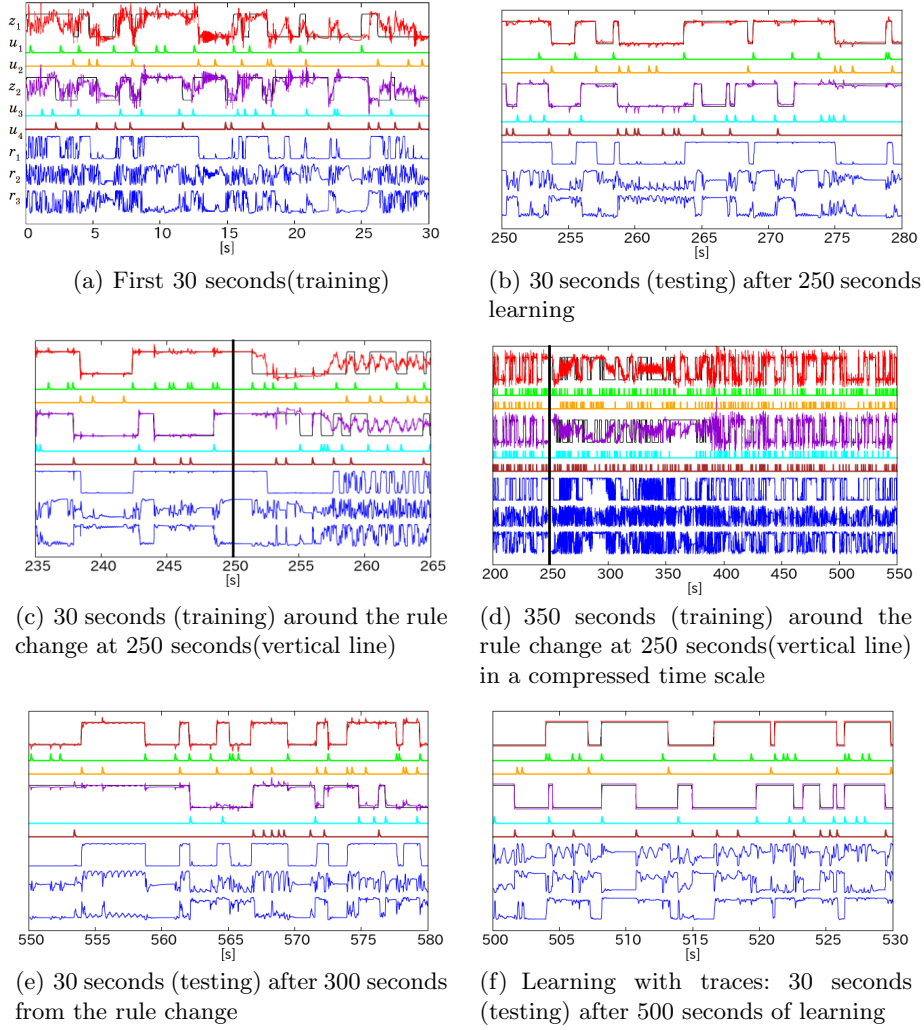 z1
u1
u2
z2
u3
u4
r1
r2
r3
0 5 10 15 20 25 30
[s]
(a) First 30 seconds(training)
250 255 260 265 270 275 280
[s]
(b) 30 seconds (testing) after 250 seconds
learning
235 240 245 250 255 260 265
[s]
(c) 30 seconds (training) around the rule
change at 250 seconds(vertical line)
200 250 300 350 400 450 500 550
[s]
(d) 350 seconds (training) around the
rule change at 250 seconds(vertical line)
in a compressed time scale
550 555 560 565 570 575 580
[s]
(e) 30 seconds (testing) after 300 seconds
from the rule change
500 505 510 515 520 525 530
[s]
(f) Learning with traces: 30 seconds
(testing) after 500 seconds of learning